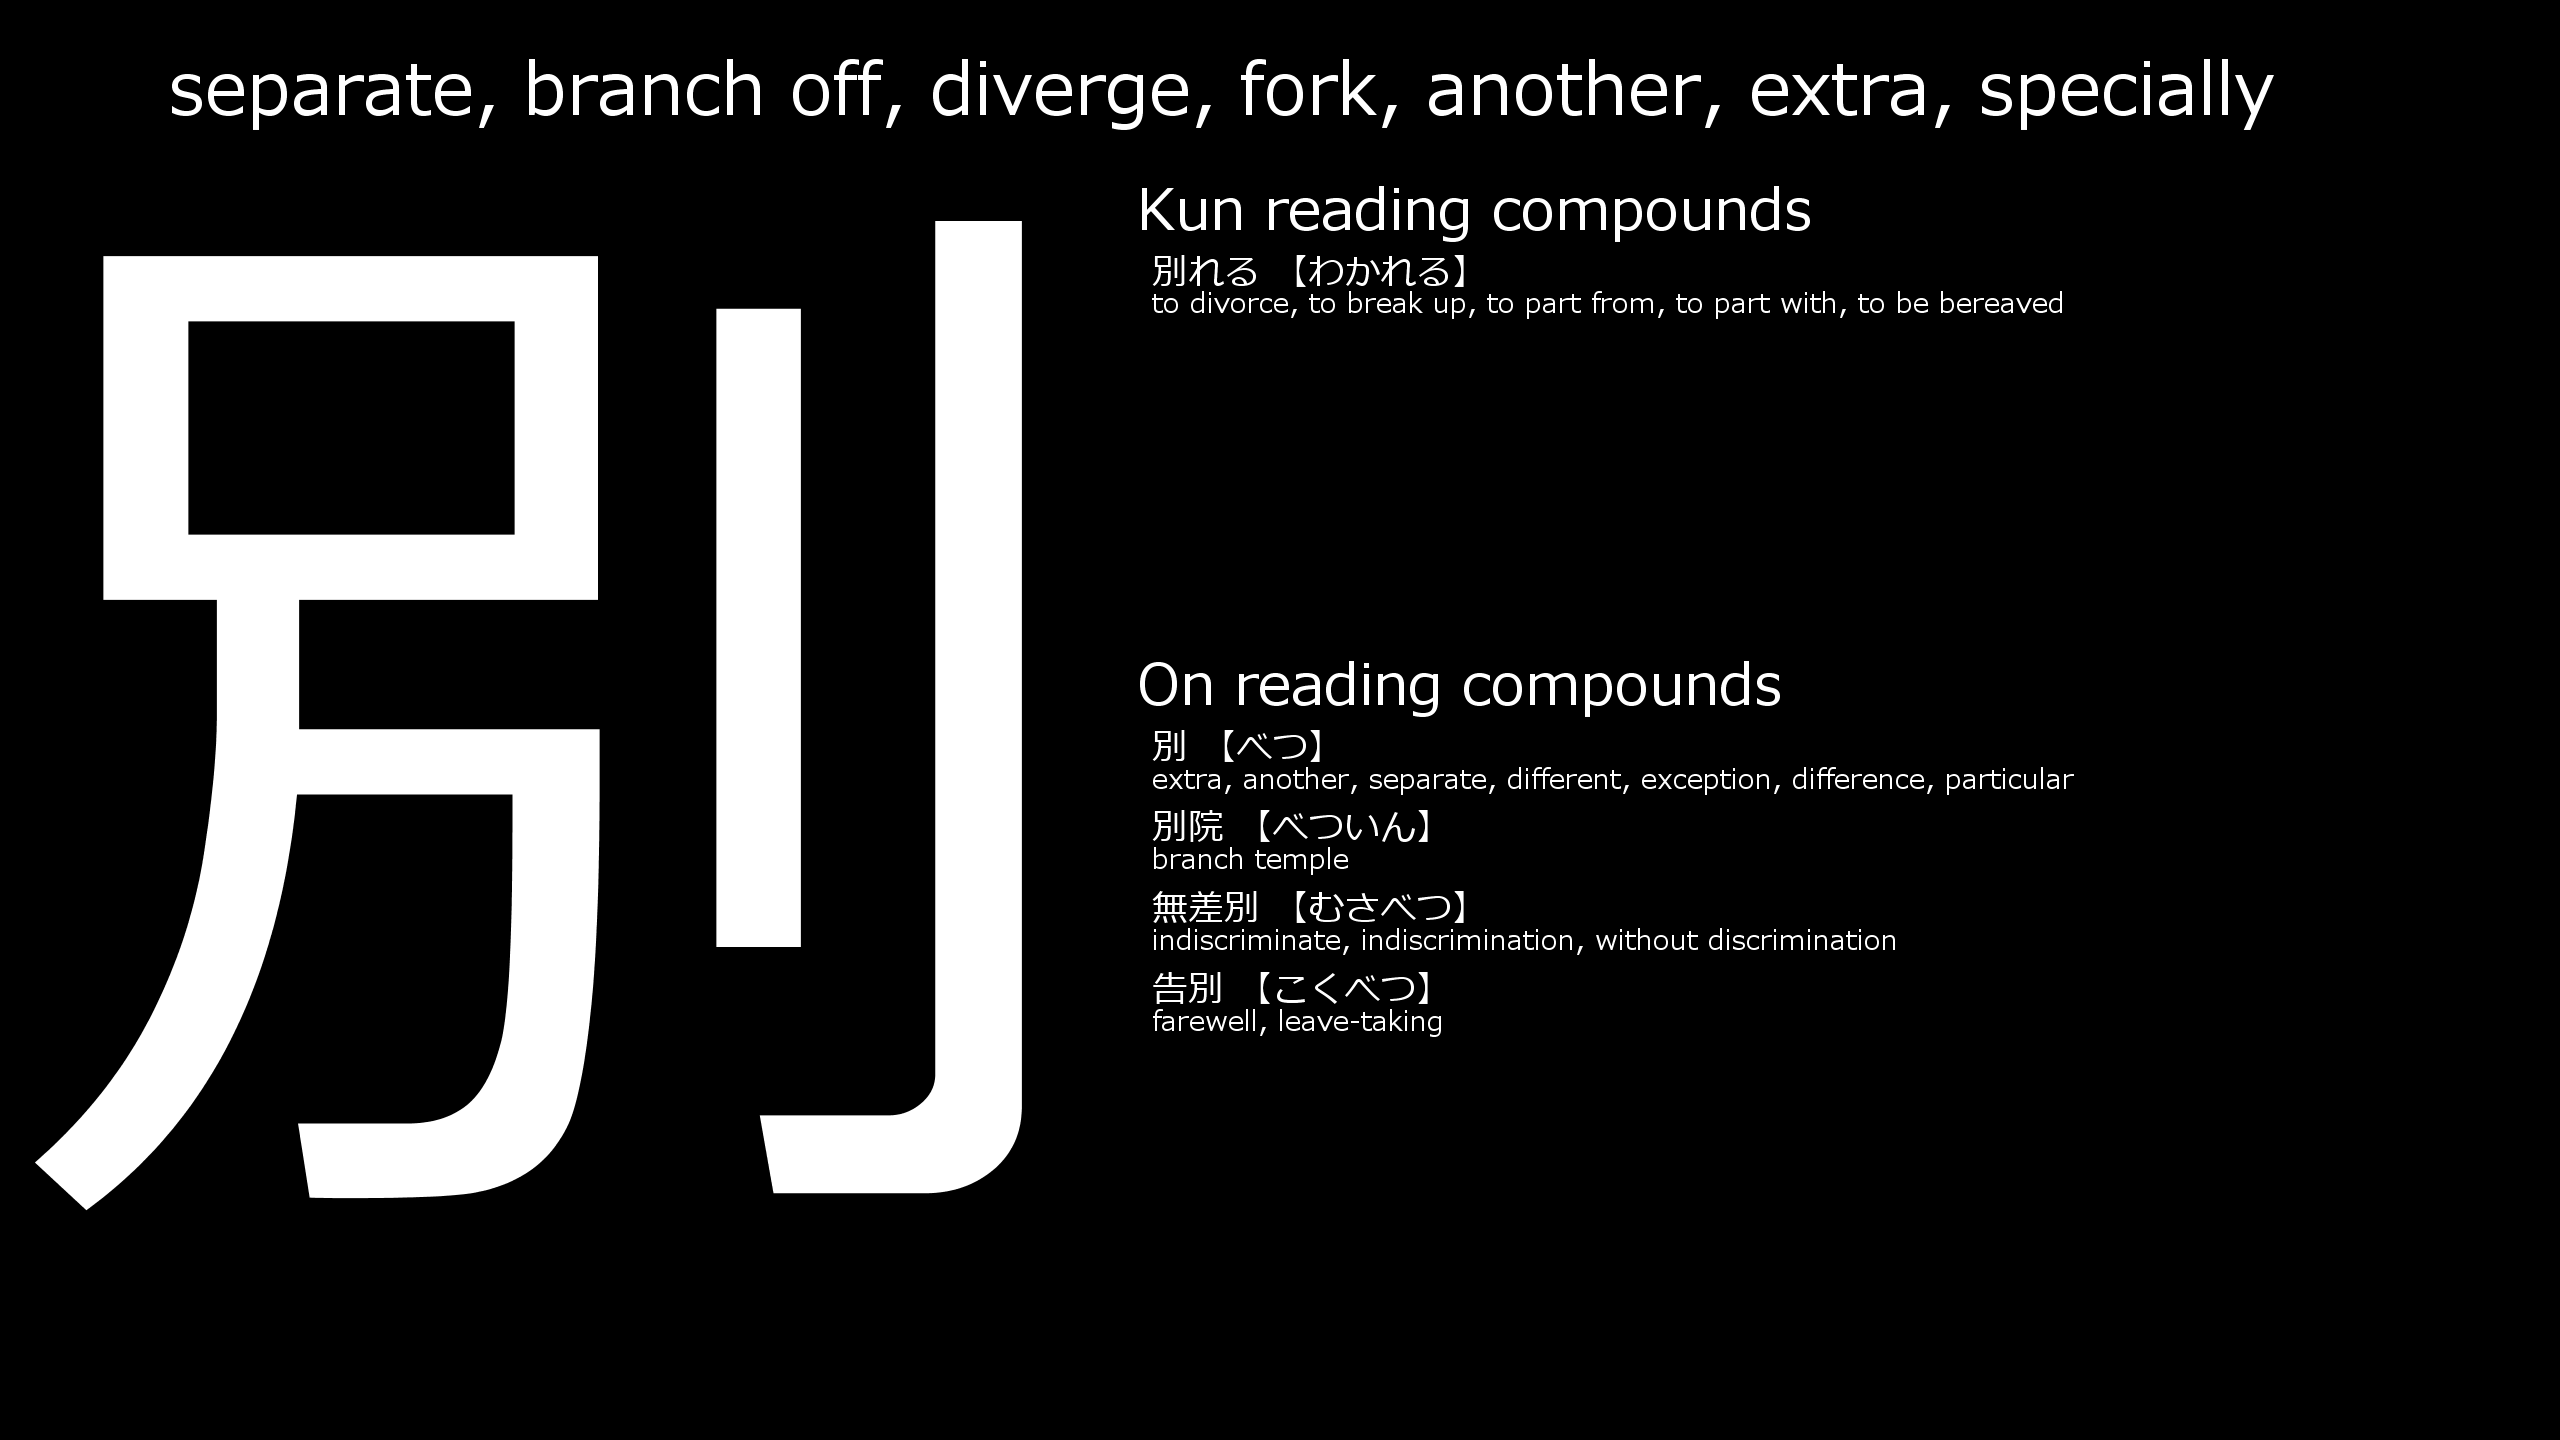 separate, branch off, diverge, fork, another, extra, specially
別
Kun reading compounds
別れる 【わかれる】
to divorce, to break up, to part from, to part with, to be bereaved
On reading compounds
別 【べつ】
extra, another, separate, different, exception, difference, particular
別院 【べついん】
branch temple
無差別 【むさべつ】
indiscriminate, indiscrimination, without discrimination
告別 【こくべつ】
farewell, leave-taking